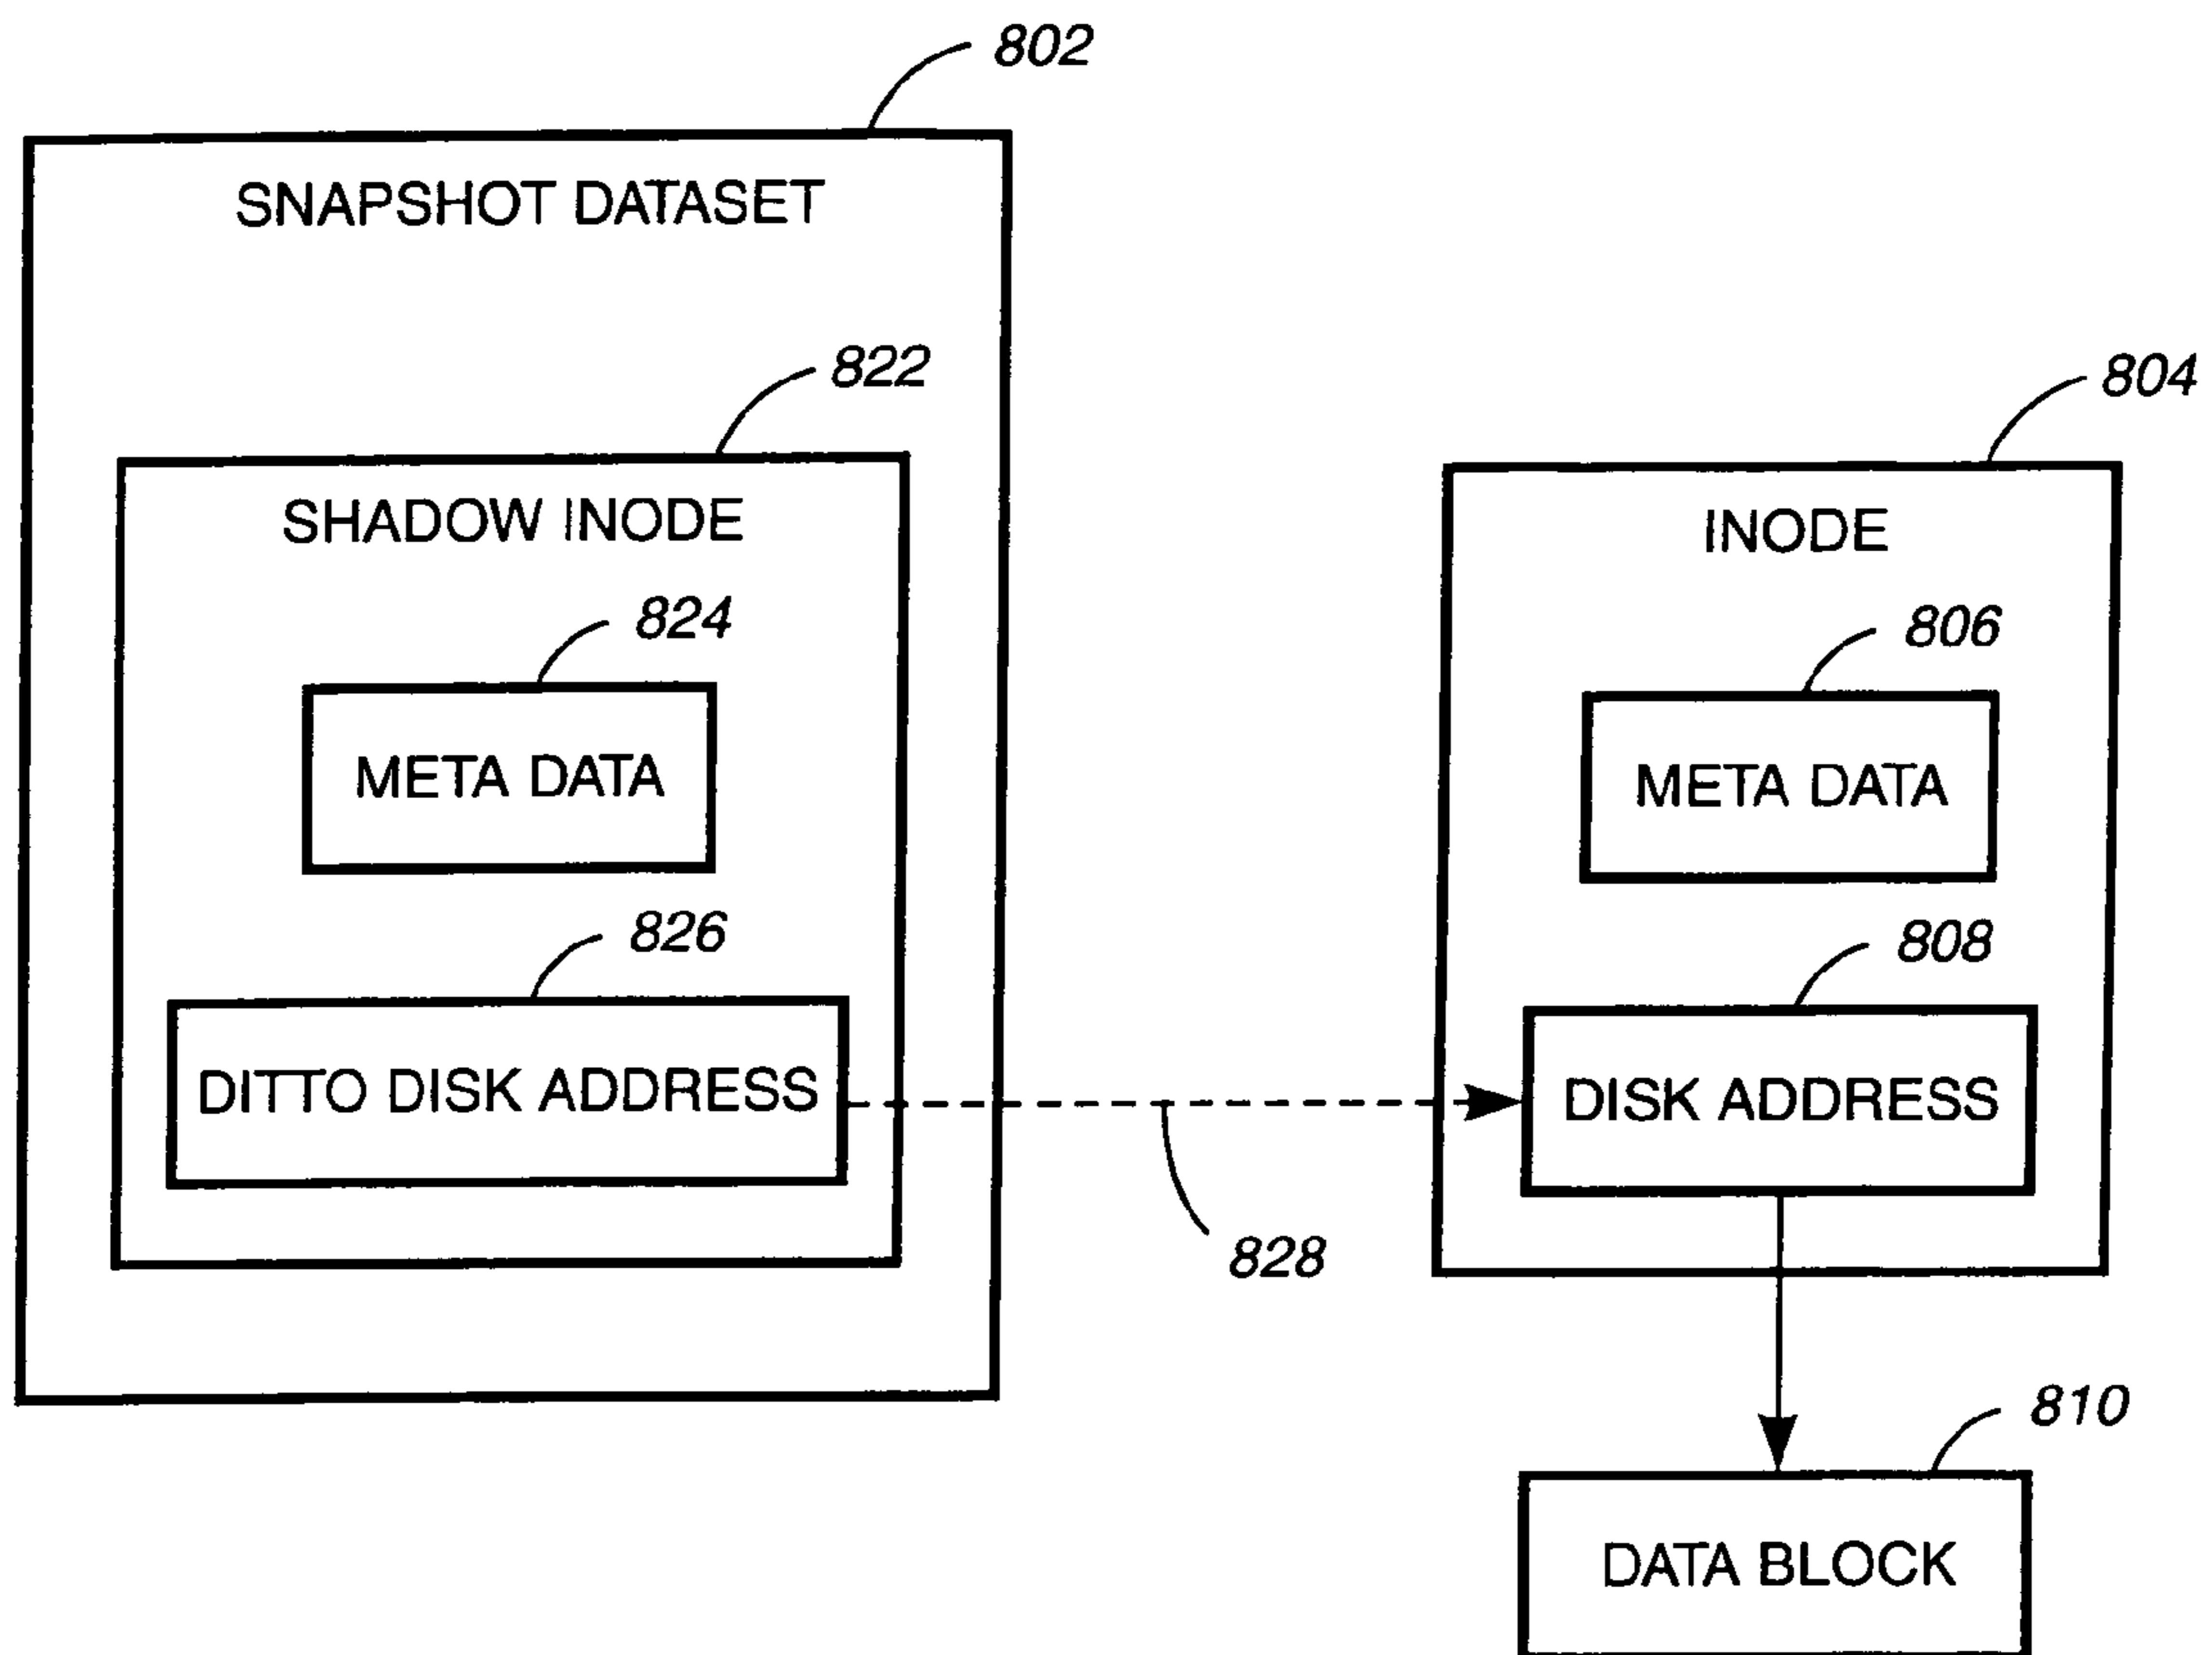 802
SNAPSHOT DATASET
822
804
SHADOW INODE
INODE
824
806
META DATA
META DATA
826
808
DITTO DISK ADDRESS
DISK ADDRESS
828
810
DATA BLOCK